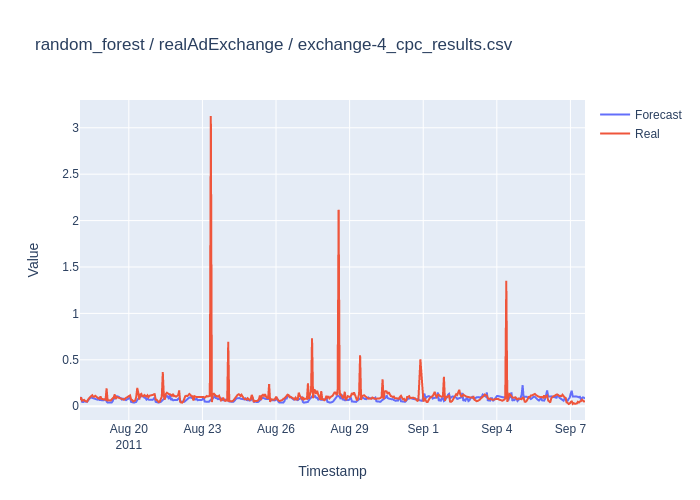 random_forest / realAdExchange / exchange-4_cpc_results.csv
Forecast
Real
Value
3
2.5
2
1.5
1
0.5
0
Aug 20
2011
Aug 23
Aug 26
Aug 29
Sep 1
Sep 4
Sep 7
Timestamp